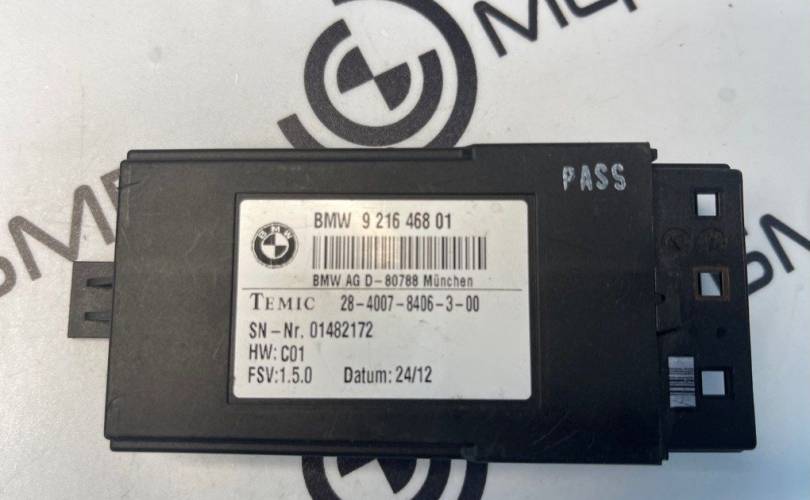 PASS
BMW
BMW 9 216 468 01
BMW AG D-80788 München
TEMIC 28-4007-8406-3-00
SN-Nr. 01482172
HW: C01
FSV:1.5.0 Datum: 24/12